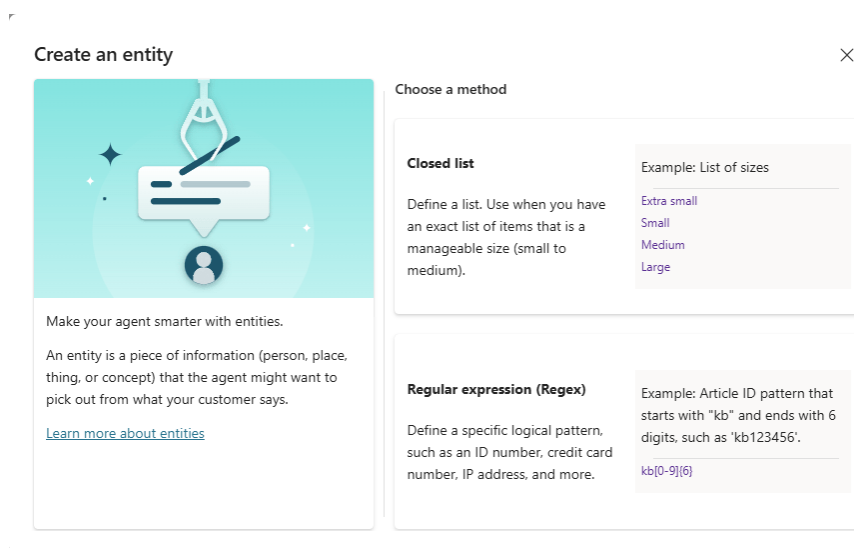 Create an entity
Make your agent smarter with entities.
An entity is a piece of information (person, place,
thing, or concept) that the agent might want to
pick out from what your customer says.
Learn more about entities
Choose a method
Closed list
Define a list. Use when you have
an exact list of items that is a
manageable size (small to
medium).
Example: List of sizes
Extra small
Small
Medium
Large
Regular expression (Regex)
Define a specific logical pattern,
such as an ID number, credit card
number, IP address, and more.
Example: Article ID pattern that
starts with "kb" and ends with 6
digits, such as 'kb123456'.
kb[0-9]{6}